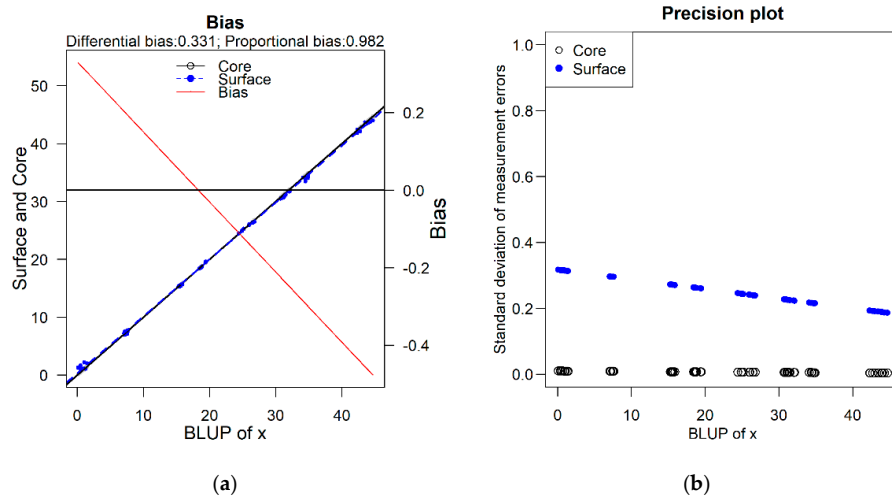 Bias
Differential bias:0.331; Proportional bias:0.982
Core
Surface
Bias
50
40
30
20
10
0
Surface and Core
0.2
0.0
-0.2
-0.4
Bias
0 10 20 30 40
BLUP of x
(a)
Precision plot
Core
Surface
1.0
0.8
0.6
0.4
0.2
0.0
Standard deviation of measurement errors
0 10 20 30 40
BLUP of x
(b)